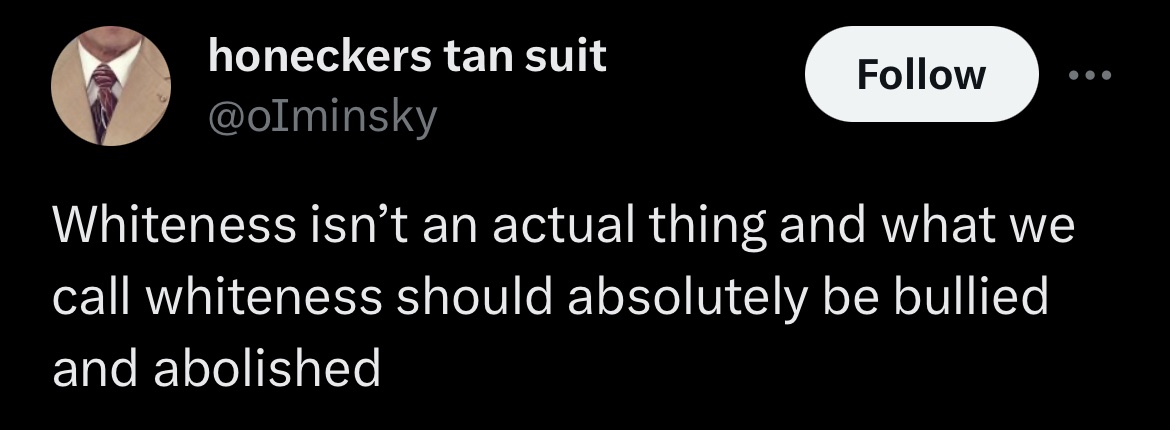 honeckers tan suit
Follow
@oIminsky
Whiteness isn’t an actual thing and what we
call whiteness should absolutely be bullied
and abolished